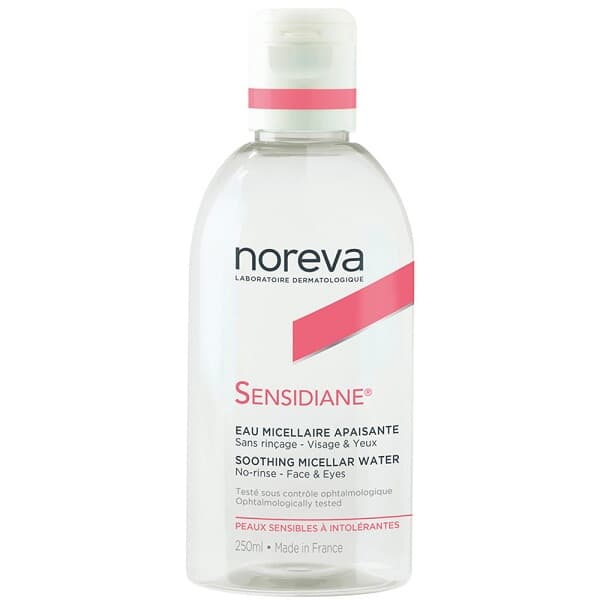 noreva
LABORATOIRE DERMATOLOGIQUE
SENSIDIANE®
EAU MICELLAIRE APAISANTE
Sans rinçage - Visage & Yeux
SOOTHING MICELLAR WATER
No-rinse - Face & Eyes
Testé sous contrôle ophtalmologique
Ophtalmologically tested
PEAUX SENSIBLES À INTOLÉRANTES
250ml • Made in France